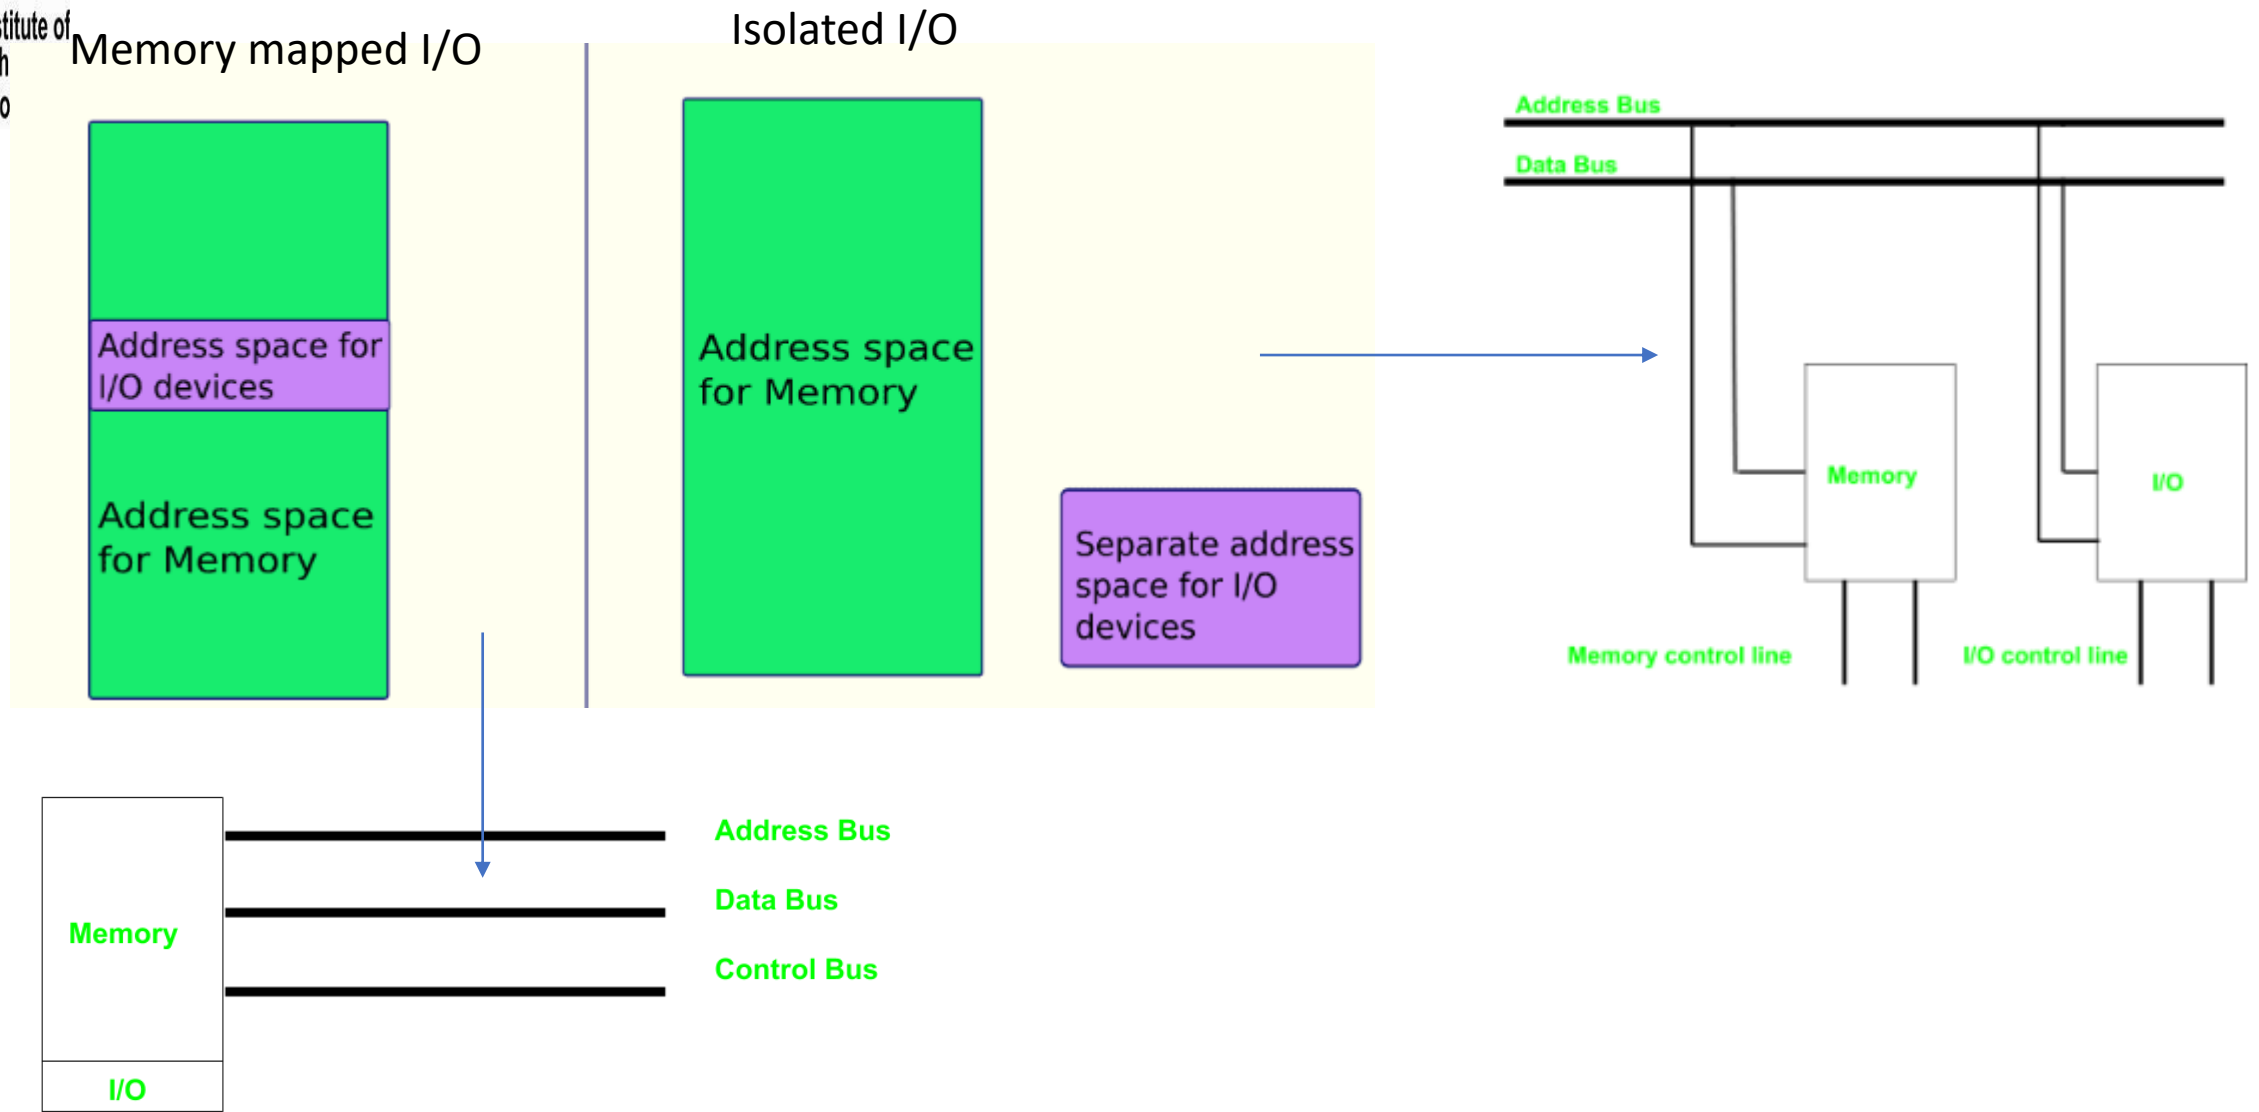 Memory mapped I/O
Isolated I/O
Address space for
I/O devices
Address space
for Memory
Address space
for Memory
Separate address
space for I/O
devices
Address Bus
Data Bus
Memory
I/O
Memory control line
I/O control line
Memory
I/O
Address Bus
Data Bus
Control Bus